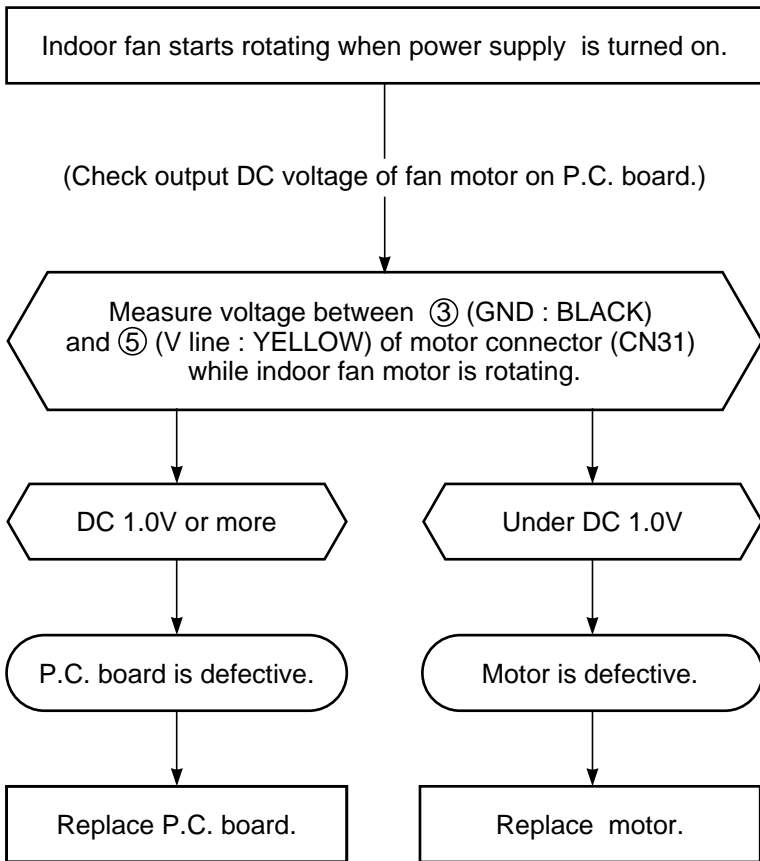 Indoor fan starts rotating when power supply is turned on.
(Check output DC voltage of fan motor on P.C. board.)
Measure voltage between ③ (GND : BLACK)
and ⑤ (V line : YELLOW) of motor connector (CN31)
while indoor fan motor is rotating.
DC 1.0V or more
Under DC 1.0V
P.C. board is defective.
Motor is defective.
Replace P.C. board.
Replace motor.